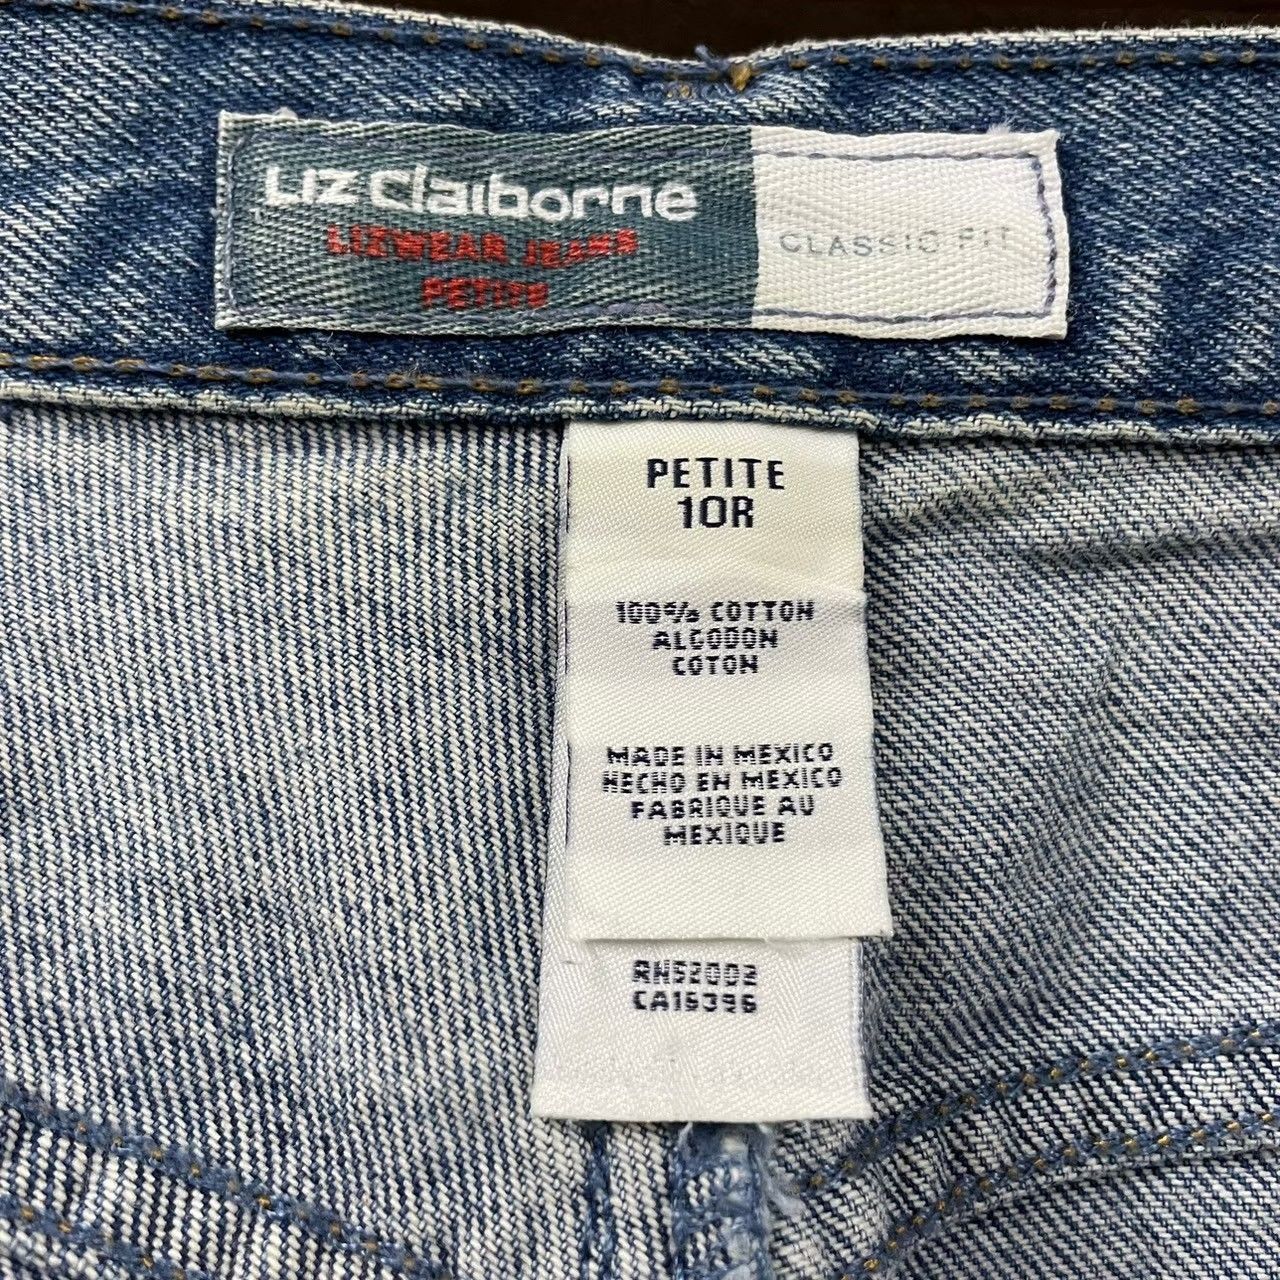 Liz Claiborne
LIZWEAR JEANS
PETITE
CLASSIC FIT
PETITE
10R
100% COTTON
ALGODON
COTON
MADE IN MEXICO
HECHO EN MEXICO
FABRIQUE AU
MEXIQUE
RN52002
CA16396